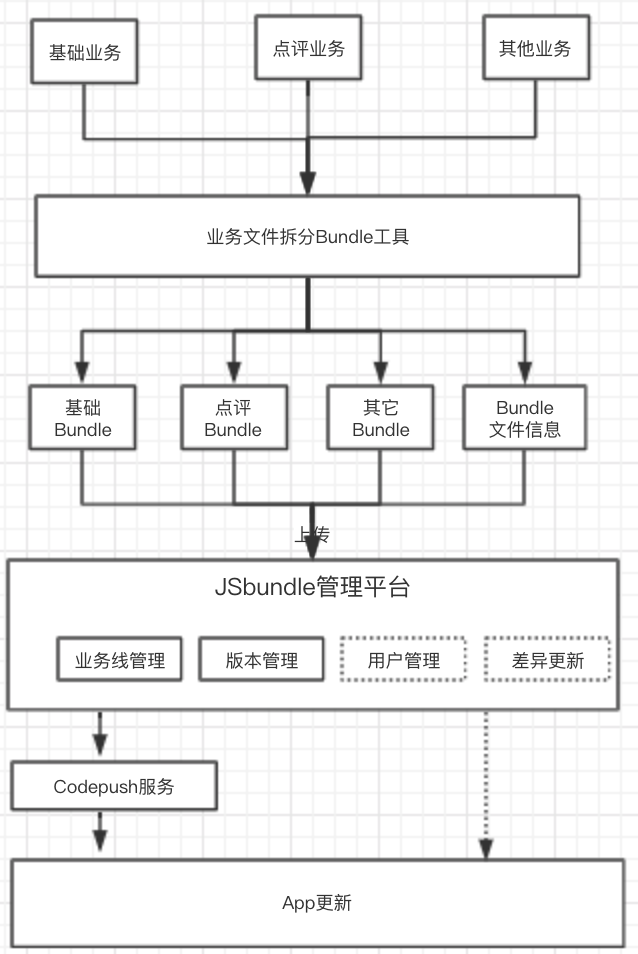 基础业务
点评业务
其他业务
业务文件拆分Bundle工具
基础
Bundle
点评
Bundle
其它
Bundle
Bundle
文件信息
上传
JSbundle管理平台
业务线管理
版本管理
用户管理
差异更新
Codepush服务
App更新